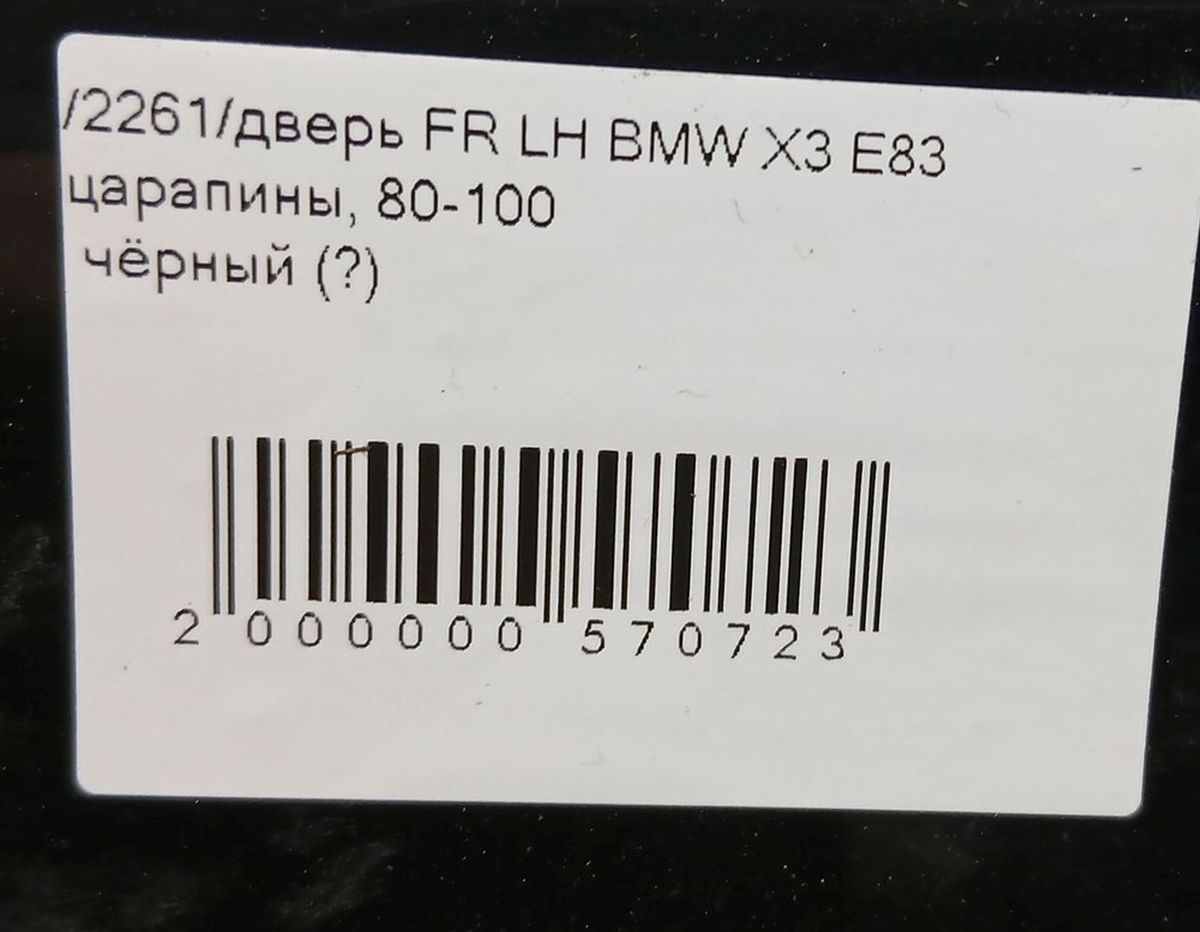 /2261/дверь FR LH BMW X3 E83
царапины, 80-100
чёрный (?)
2 000000 570723